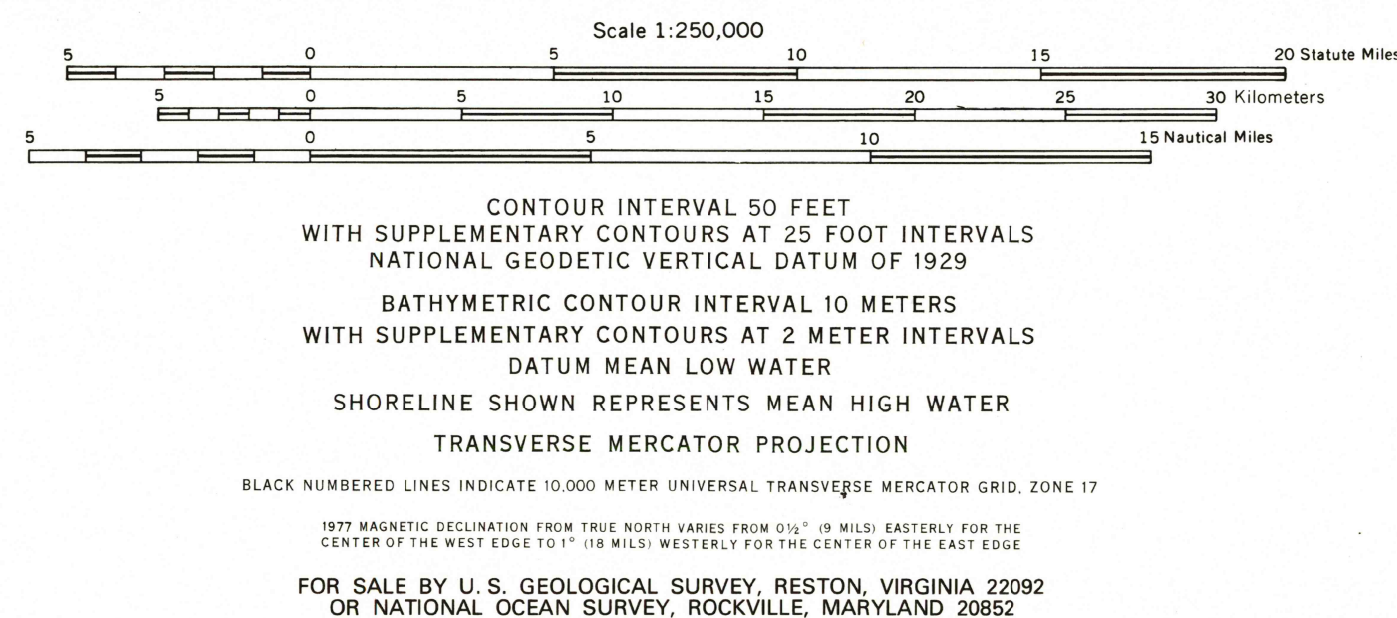 Scale 1:250,000
5 0 5 10 15 20 Statute Miles
5 0 5 10 15 20 25 30 Kilometers
5 0 5 10 15 Nautical Miles
CONTOUR INTERVAL 50 FEET
WITH SUPPLEMENTARY CONTOURS AT 25 FOOT INTERVALS
NATIONAL GEODETIC VERTICAL DATUM OF 1929
BATHYMETRIC CONTOUR INTERVAL 10 METERS
WITH SUPPLEMENTARY CONTOURS AT 2 METER INTERVALS
DATUM MEAN LOW WATER
SHORELINE SHOWN REPRESENTS MEAN HIGH WATER
TRANSVERSE MERCATOR PROJECTION
BLACK NUMBERED LINES INDICATE 10,000 METER UNIVERSAL TRANSVERSE MERCATOR GRID, ZONE 17
1977 MAGNETIC DECLINATION FROM TRUE NORTH VARIES FROM 0½° (9 MILS) EASTERLY FOR THE
CENTER OF THE WEST EDGE TO 1° (18 MILS) WESTERLY FOR THE CENTER OF THE EAST EDGE
FOR SALE BY U. S. GEOLOGICAL SURVEY, RESTON, VIRGINIA 22092
OR NATIONAL OCEAN SURVEY, ROCKVILLE, MARYLAND 20852